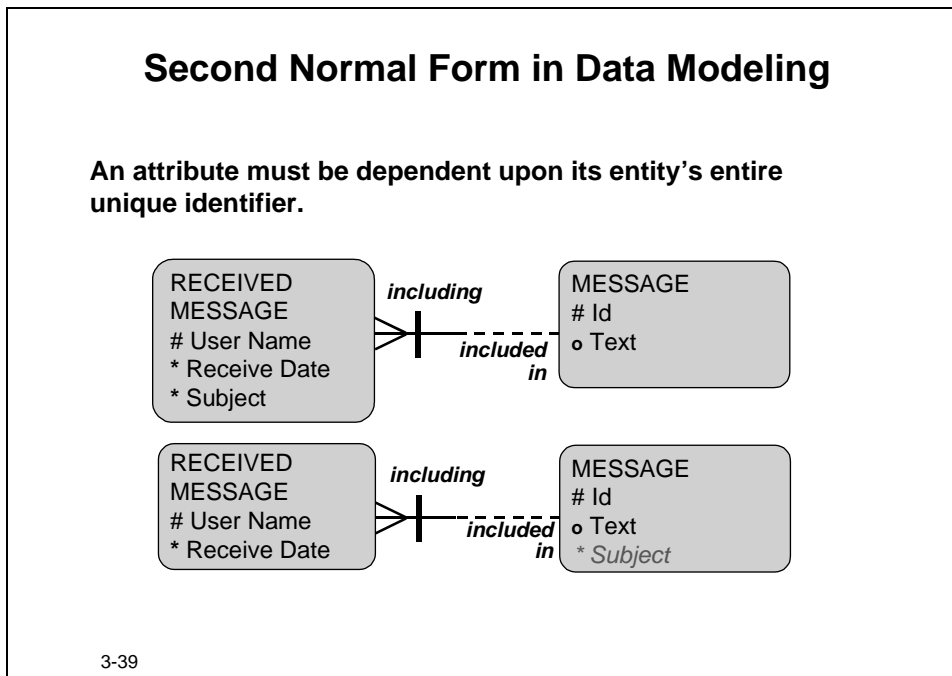 Second Normal Form in Data Modeling
An attribute must be dependent upon its entity’s entire
unique identifier.
RECEIVED
MESSAGE
# User Name
* Receive Date
* Subject
including
included
in
MESSAGE
# Id
o Text
RECEIVED
MESSAGE
# User Name
* Receive Date
including
included
in
MESSAGE
# Id
o Text
* Subject
3-39